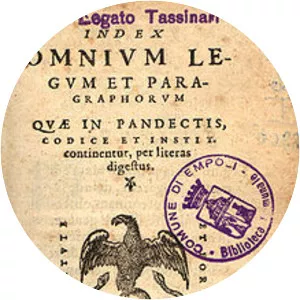 Legato Tassinari
INDEX
OMNIVM LE-
GVM ET PARA-
GRAPHORVM
QVÆ IN PANDECTIS,
CODICE ET INSTIT.
continentur, per literas
digestus.
COMUNE DI EMPOLI
Biblioteca